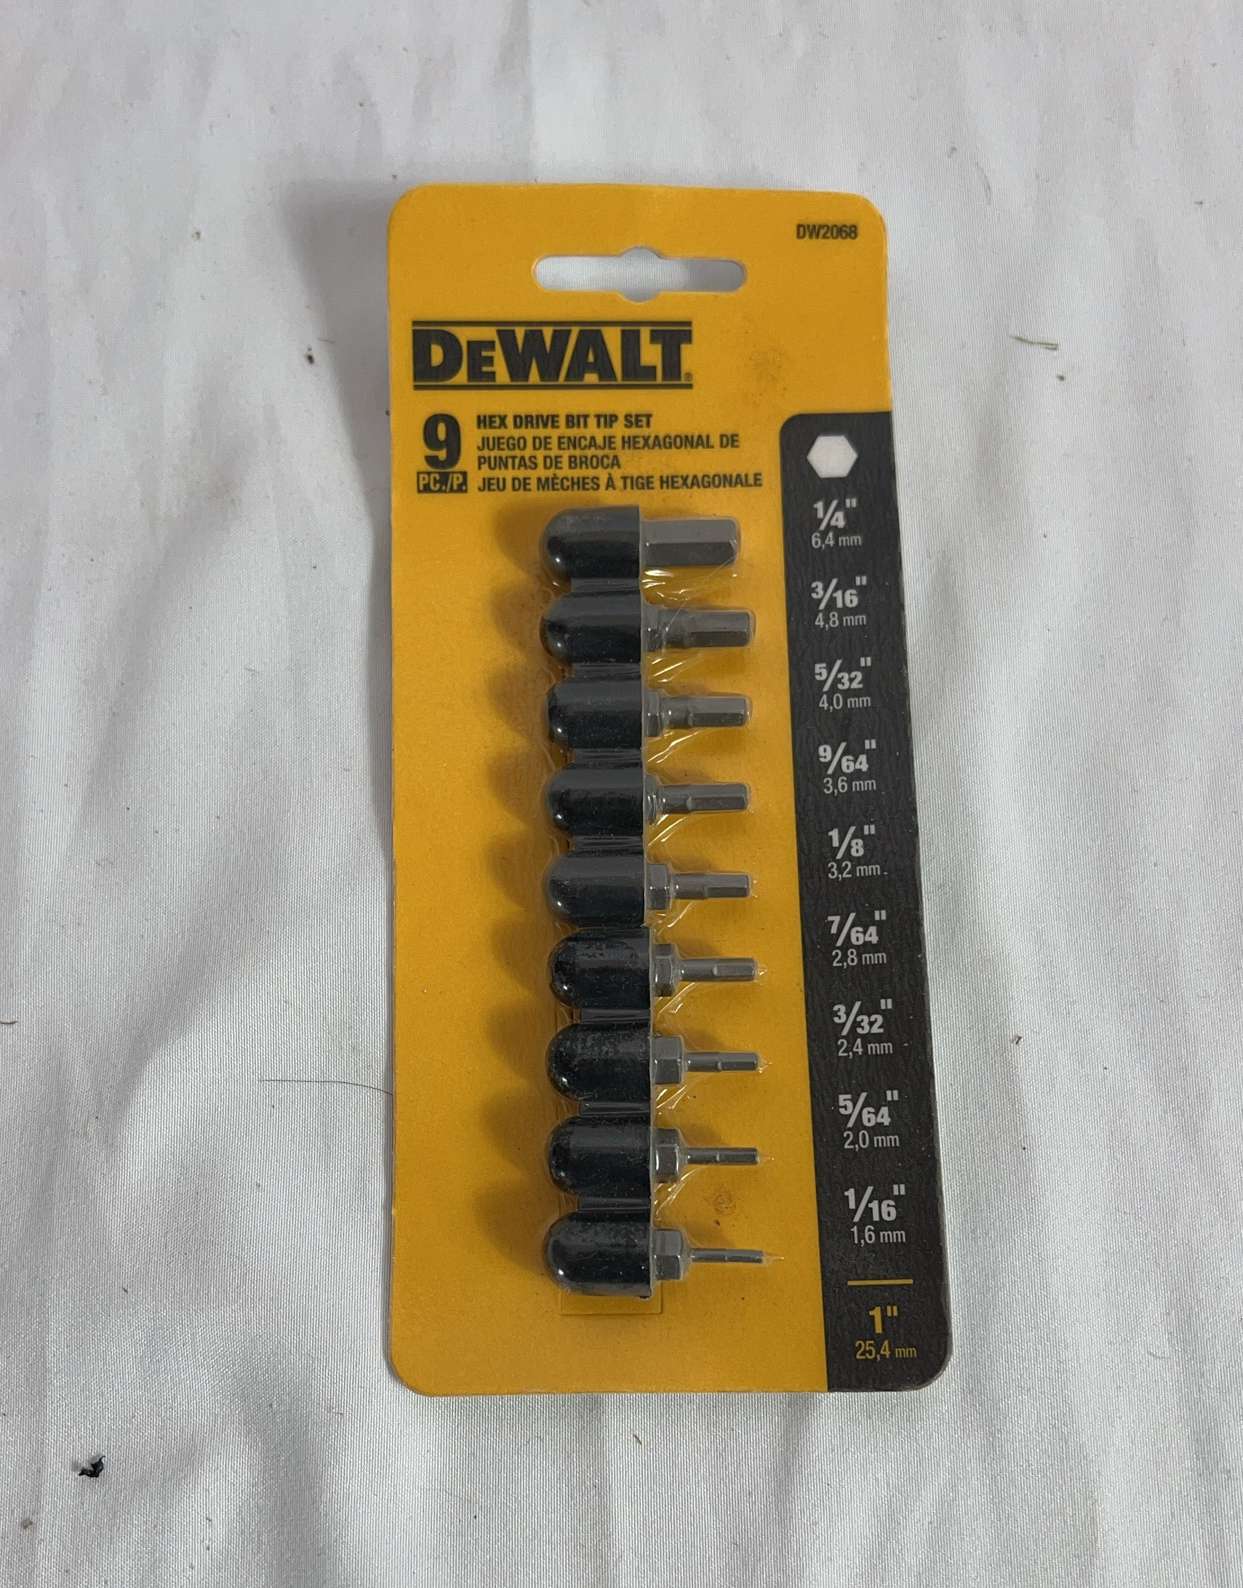 DW2068
DEWALT®
9
PC./P.
HEX DRIVE BIT TIP SET
JUEGO DE ENCAJE HEXAGONAL DE
PUNTAS DE BROCA
JEU DE MÈCHES À TIGE HEXAGONALE
1/4"
6,4 mm
3/16"
4,8 mm
5/32"
4,0 mm
9/64"
3,6 mm
1/8"
3,2 mm
7/64"
2,8 mm
3/32"
2,4 mm
5/64"
2,0 mm
1/16"
1,6 mm
1"
25,4 mm